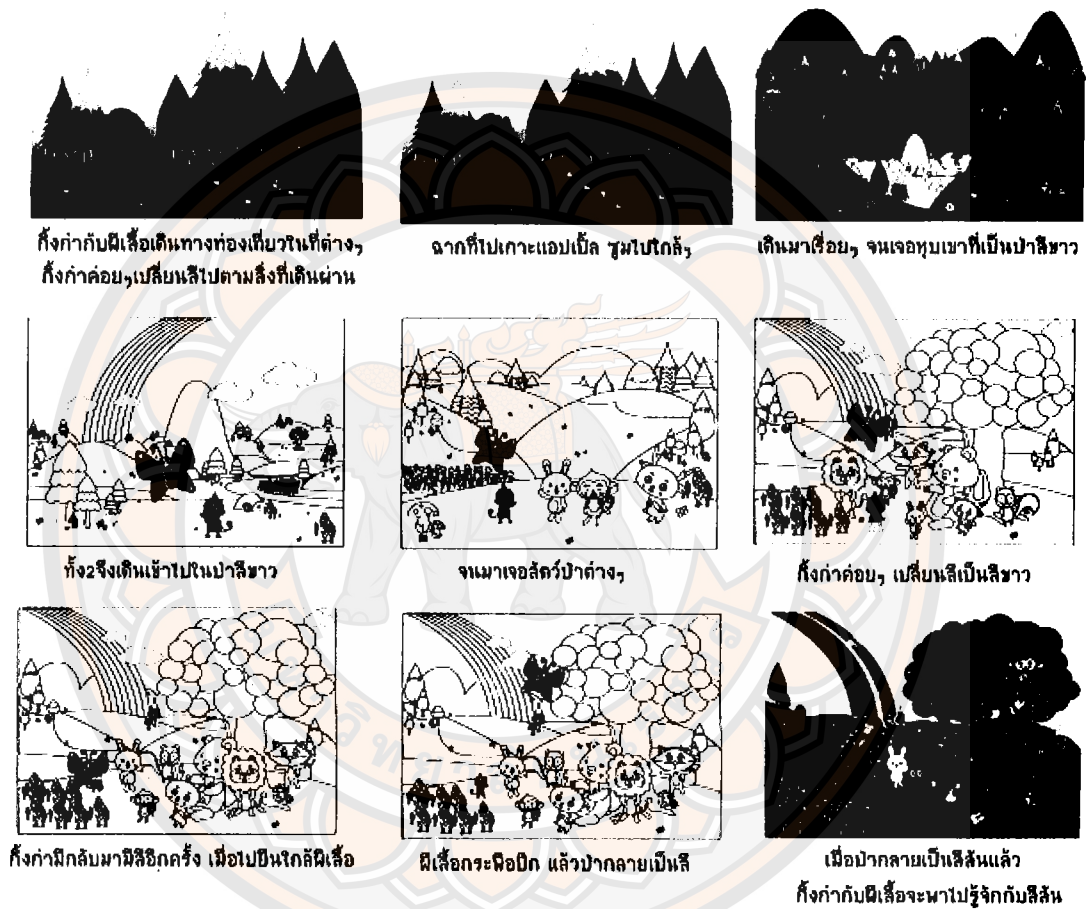 กิ้งก่ากับผีเสื้อเดินทางท่องเที่ยวในที่ต่างๆ
กิ้งก่าค่อยๆเปลี่ยนสีไปตามสิ่งที่เดินผ่าน
ฉากที่ไปเกาะแอปเปิ้ล ซูมไปใกล้ๆ
เดินมาเรื่อยๆ จนเจอหุบเขาที่เป็นป่าสีขาว
ทั้ง2จึงเดินเข้าไปในป่าสีขาว
จนมาเจอสัตว์ป่าต่างๆ
กิ้งก่าค่อยๆ เปลี่ยนสีเป็นสีขาว
กิ้งก่ามีกลับมามีสีอีกครั้ง เมื่อไปยืนใกล้ผีเสื้อ
ผีเสื้อกระพือปีก แล้วป่ากลายเป็นสี
เมื่อป่ากลายเป็นสีสันแล้ว
กิ้งก่ากับผีเสื้อจะพาไปรู้จักกับสีสัน